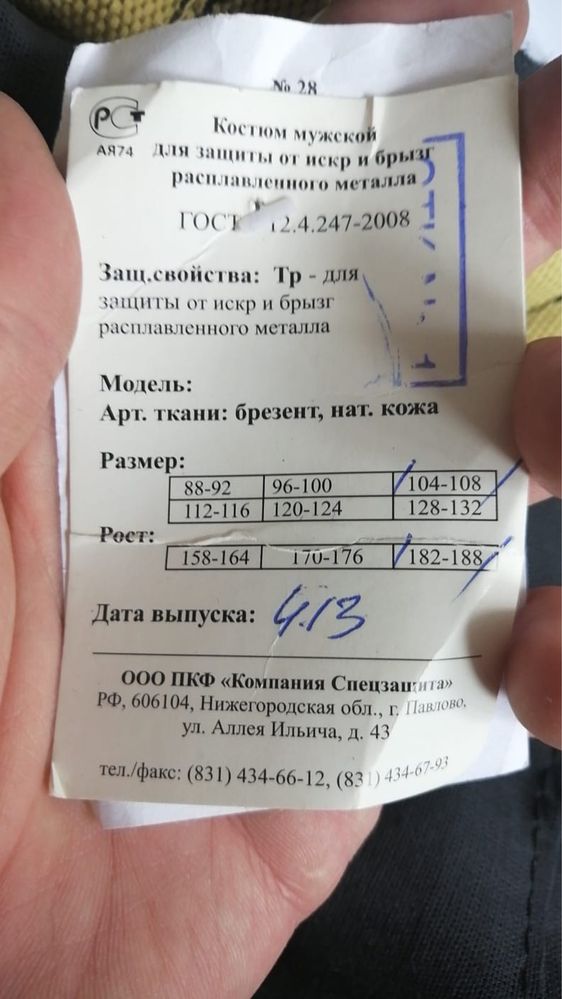 № 28
РСТ
АЯ74
Костюм мужской
для защиты от искр и брызг
расплавленного металла
ГОСТ 12.4.247-2008
Защ.свойства: Тр - для
защиты от искр и брызг
расплавленного металла
Модель:
Арт. ткани: брезент, нат. кожа
Размер:
88-92 96-100 104-108
112-116 120-124 128-132
Рост:
158-164 170-176 182-188
Дата выпуска: 4.13
ООО ПКФ «Компания Спецзащита»
РФ, 606104, Нижегородская обл., г. Павлово,
ул. Аллея Ильича, д. 43
тел./факс: (831) 434-66-12, (831) 434-67-93